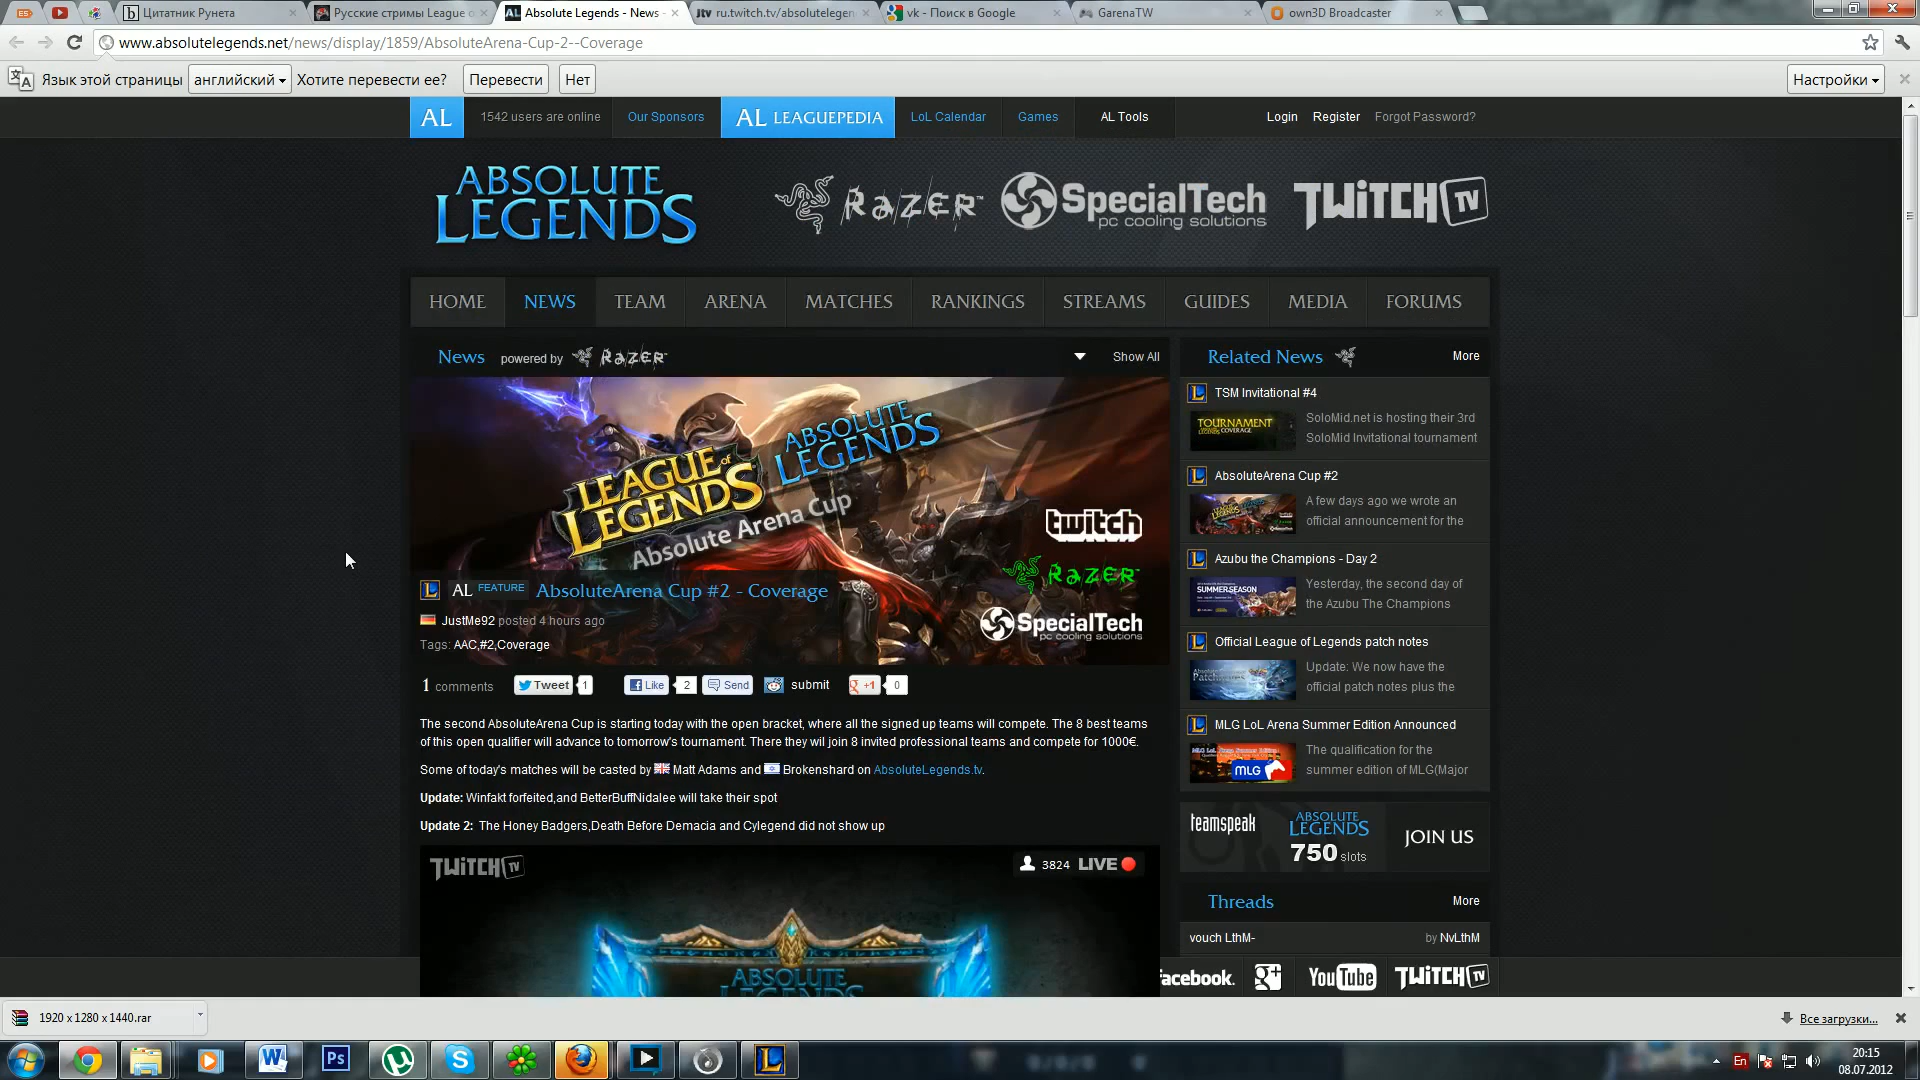 Цитатник Рунета
Русские стримы League o
AL Absolute Legends - News -
jtv ru.twitch.tv/absolutelegen
vk - Поиск в Google
GarenaTW
own3D Broadcaster
www.absolutelegends.net/news/display/1859/AbsoluteArena-Cup-2--Coverage
Язык этой страницы английский Хотите перевести ее? Перевести Нет Настройки
AL 1542 users are online Our Sponsors AL LEAGUEPEDIA LoL Calendar Games AL Tools Login Register Forgot Password?
ABSOLUTE
LEGENDS
RAZER™
SpecialTech
pc cooling solutions
TWITCH TV
HOME NEWS TEAM ARENA MATCHES RANKINGS STREAMS GUIDES MEDIA FORUMS
News powered by RAZER™ Show All
LEAGUE of
LEGENDS
ABSOLUTE
LEGENDS
Absolute Arena Cup
twitch
RAZER™
SpecialTech
pc cooling solutions
AL FEATURE AbsoluteArena Cup #2 - Coverage
JustMe92 posted 4 hours ago
Tags: AAC,#2,Coverage
1 comments Tweet 1 Like 2 Send submit +1 0
The second AbsoluteArena Cup is starting today with the open bracket, where all the signed up teams will compete. The 8 best teams
of this open qualifier will advance to tomorrow's tournament. There they wil join 8 invited professional teams and compete for 1000€.
Some of today's matches will be casted by Matt Adams and Brokenshard on AbsoluteLegends.tv.
Update: Winfakt forfeited,and BetterBuffNidalee will take their spot
Update 2: The Honey Badgers,Death Before Demacia and Cylegend did not show up
TWITCH TV
3824 LIVE
ABSOLUTE
LEGENDS
Related News More
TSM Invitational #4
TOURNAMENT
COVERAGE
SoloMid.net is hosting their 3rd
SoloMid Invitational tournament
AbsoluteArena Cup #2
A few days ago we wrote an
official announcement for the
Azubu the Champions - Day 2
SUMMER SEASON
Yesterday, the second day of
the Azubu The Champions
Official League of Legends patch notes
Update: We now have the
official patch notes plus the
MLG LoL Arena Summer Edition Announced
MLG
The qualification for the
summer edition of MLG(Major
teamspeak
ABSOLUTE
LEGENDS
750 slots
JOIN US
Threads More
vouch LthM- by NvLthM
facebook. g+ YouTube TWITCH TV
1920 x 1280 x 1440.rar
Все загрузки...
W Ps S L
En
20:15
08.07.2012